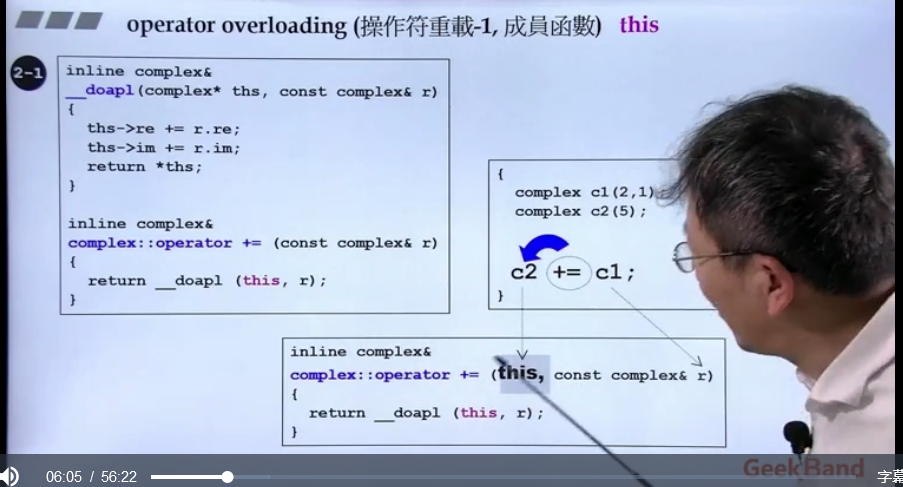 operator overloading (操作符重載-1, 成員函數) this
2-1
inline complex&
__doapl(complex* ths, const complex& r)
{
ths->re += r.re;
ths->im += r.im;
return *ths;
}
inline complex&
complex::operator += (const complex& r)
{
return __doapl (this, r);
}
{
complex c1(2,1);
complex c2(5);
c2 += c1;
}
inline complex&
complex::operator += (this, const complex& r)
{
return __doapl (this, r);
}
GeekBand
06:05 / 56:22
字幕